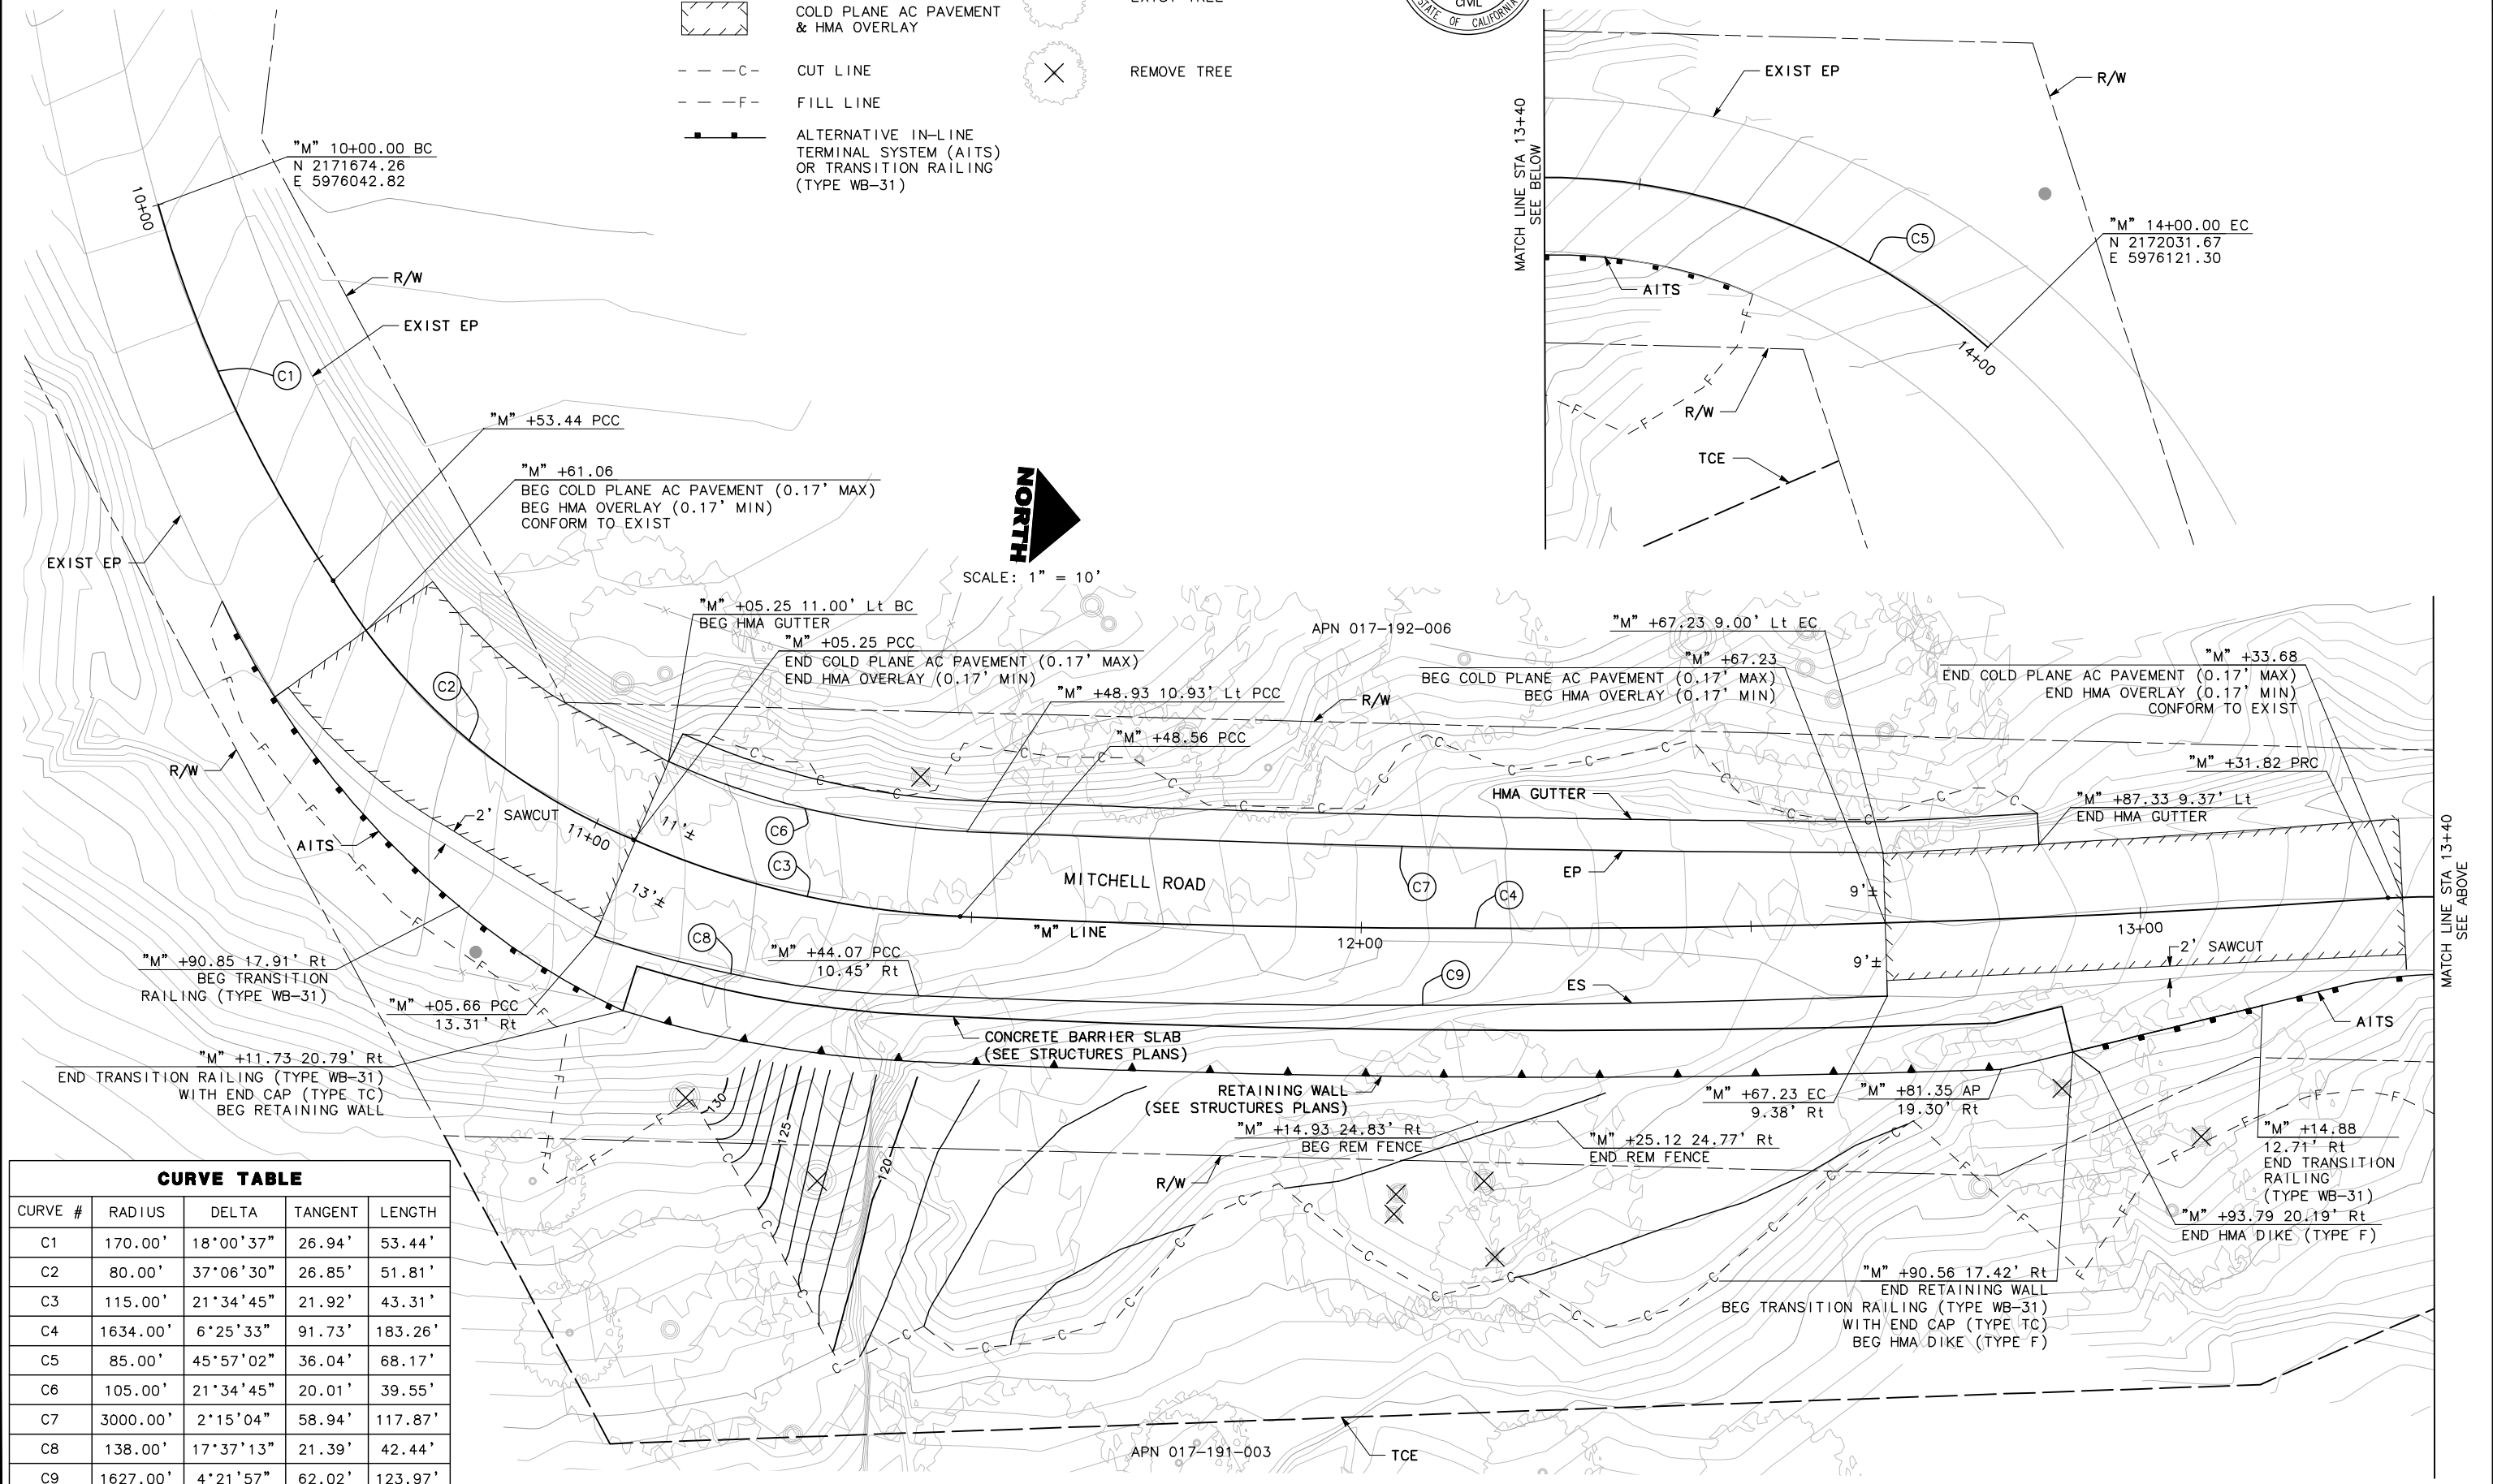 COLD PLANE AC PAVEMENT
& HMA OVERLAY
CUT LINE
FILL LINE
ALTERNATIVE IN-LINE
TERMINAL SYSTEM (AITS)
OR TRANSITION RAILING
(TYPE WB-31)
REMOVE TREE
CIVIL
STATE OF CALIFORNIA
C
F
MATCH LINE STA 13+40
SEE BELOW
EXIST EP
R/W
C5
"M" 14+00.00 EC
N 2172031.67
E 5976121.30
AITS
14+00
R/W
TCE
F
F
F
F
"M" 10+00.00 BC
N 2171674.26
E 5976042.82
10+00
R/W
EXIST EP
C1
"M" +53.44 PCC
"M" +61.06
BEG COLD PLANE AC PAVEMENT (0.17' MAX)
BEG HMA OVERLAY (0.17' MIN)
CONFORM TO EXIST
EXIST EP
NORTH
SCALE: 1" = 10'
"M" +05.25 11.00' Lt BC
BEG HMA GUTTER
"M" +05.25 PCC
END COLD PLANE AC PAVEMENT (0.17' MAX)
END HMA OVERLAY (0.17' MIN)
"M" +48.93 10.93' Lt PCC
"M" +48.56 PCC
APN 017-192-006
R/W
"M" +67.23 9.00' Lt EC
"M" +67.23
BEG COLD PLANE AC PAVEMENT (0.17' MAX)
BEG HMA OVERLAY (0.17' MIN)
"M" +33.68
END COLD PLANE AC PAVEMENT (0.17' MAX)
END HMA OVERLAY (0.17' MIN)
CONFORM TO EXIST
"M" +31.82 PRC
"M" +87.33 9.37' Lt
END HMA GUTTER
HMA GUTTER
EP
C2
R/W
2' SAWCUT
11+00
11'±
13'±
AITS
C6
C3
MITCHELL ROAD
C7
C4
9'±
9'±
"M" LINE
12+00
13+00
2' SAWCUT
MATCH LINE STA 13+40
SEE ABOVE
C8
"M" +44.07 PCC
10.45' Rt
C9
ES
"M" +90.85 17.91' Rt
BEG TRANSITION
RAILING (TYPE WB-31)
"M" +05.66 PCC
13.31' Rt
"M" +11.73 20.79' Rt
END TRANSITION RAILING (TYPE WB-31)
WITH END CAP (TYPE TC)
BEG RETAINING WALL
CONCRETE BARRIER SLAB
(SEE STRUCTURES PLANS)
RETAINING WALL
(SEE STRUCTURES PLANS)
AITS
"M" +67.23 EC
9.38' Rt
"M" +81.35 AP
19.30' Rt
"M" +14.93 24.83' Rt
BEG REM FENCE
"M" +25.12 24.77' Rt
END REM FENCE
R/W
130
125
120
"M" +14.88
12.71' Rt
END TRANSITION
RAILING
(TYPE WB-31)
"M" +93.79 20.19' Rt
END HMA DIKE (TYPE F)
"M" +90.56 17.42' Rt
END RETAINING WALL
BEG TRANSITION RAILING (TYPE WB-31)
WITH END CAP (TYPE TC)
BEG HMA DIKE (TYPE F)
APN 017-191-003
TCE
CURVE TABLE
CURVE # RADIUS DELTA TANGENT LENGTH
C1 170.00' 18°00'37" 26.94' 53.44'
C2 80.00' 37°06'30" 26.85' 51.81'
C3 115.00' 21°34'45" 21.92' 43.31'
C4 1634.00' 6°25'33" 91.73' 183.26'
C5 85.00' 45°57'02" 36.04' 68.17'
C6 105.00' 21°34'45" 20.01' 39.55'
C7 3000.00' 2°15'04" 58.94' 117.87'
C8 138.00' 17°37'13" 21.39' 42.44'
C9 1627.00' 4°21'57" 62.02' 123.97'